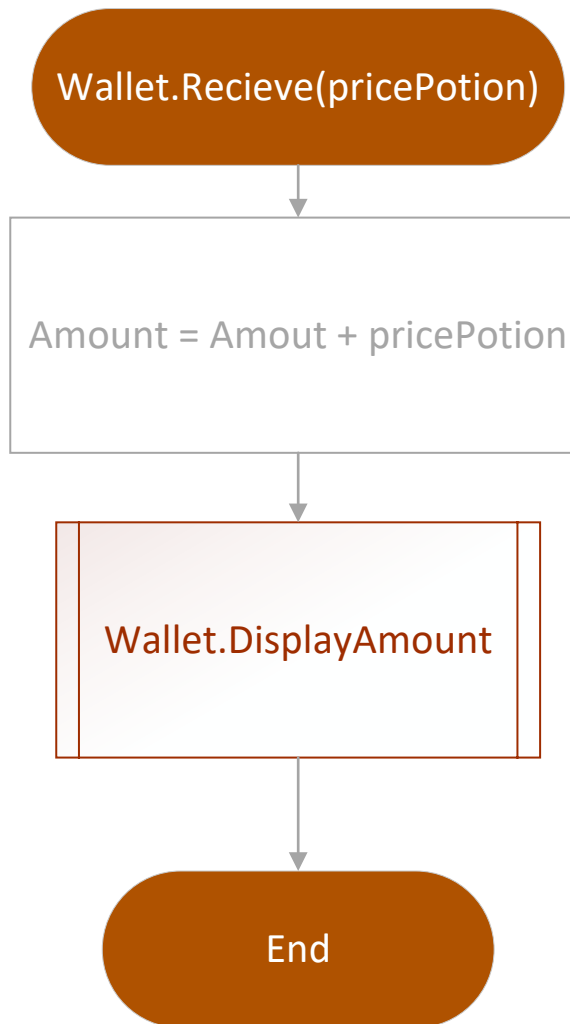 Wallet.Recieve(pricePotion)
Amount = Amout + pricePotion
Wallet.DisplayAmount
End